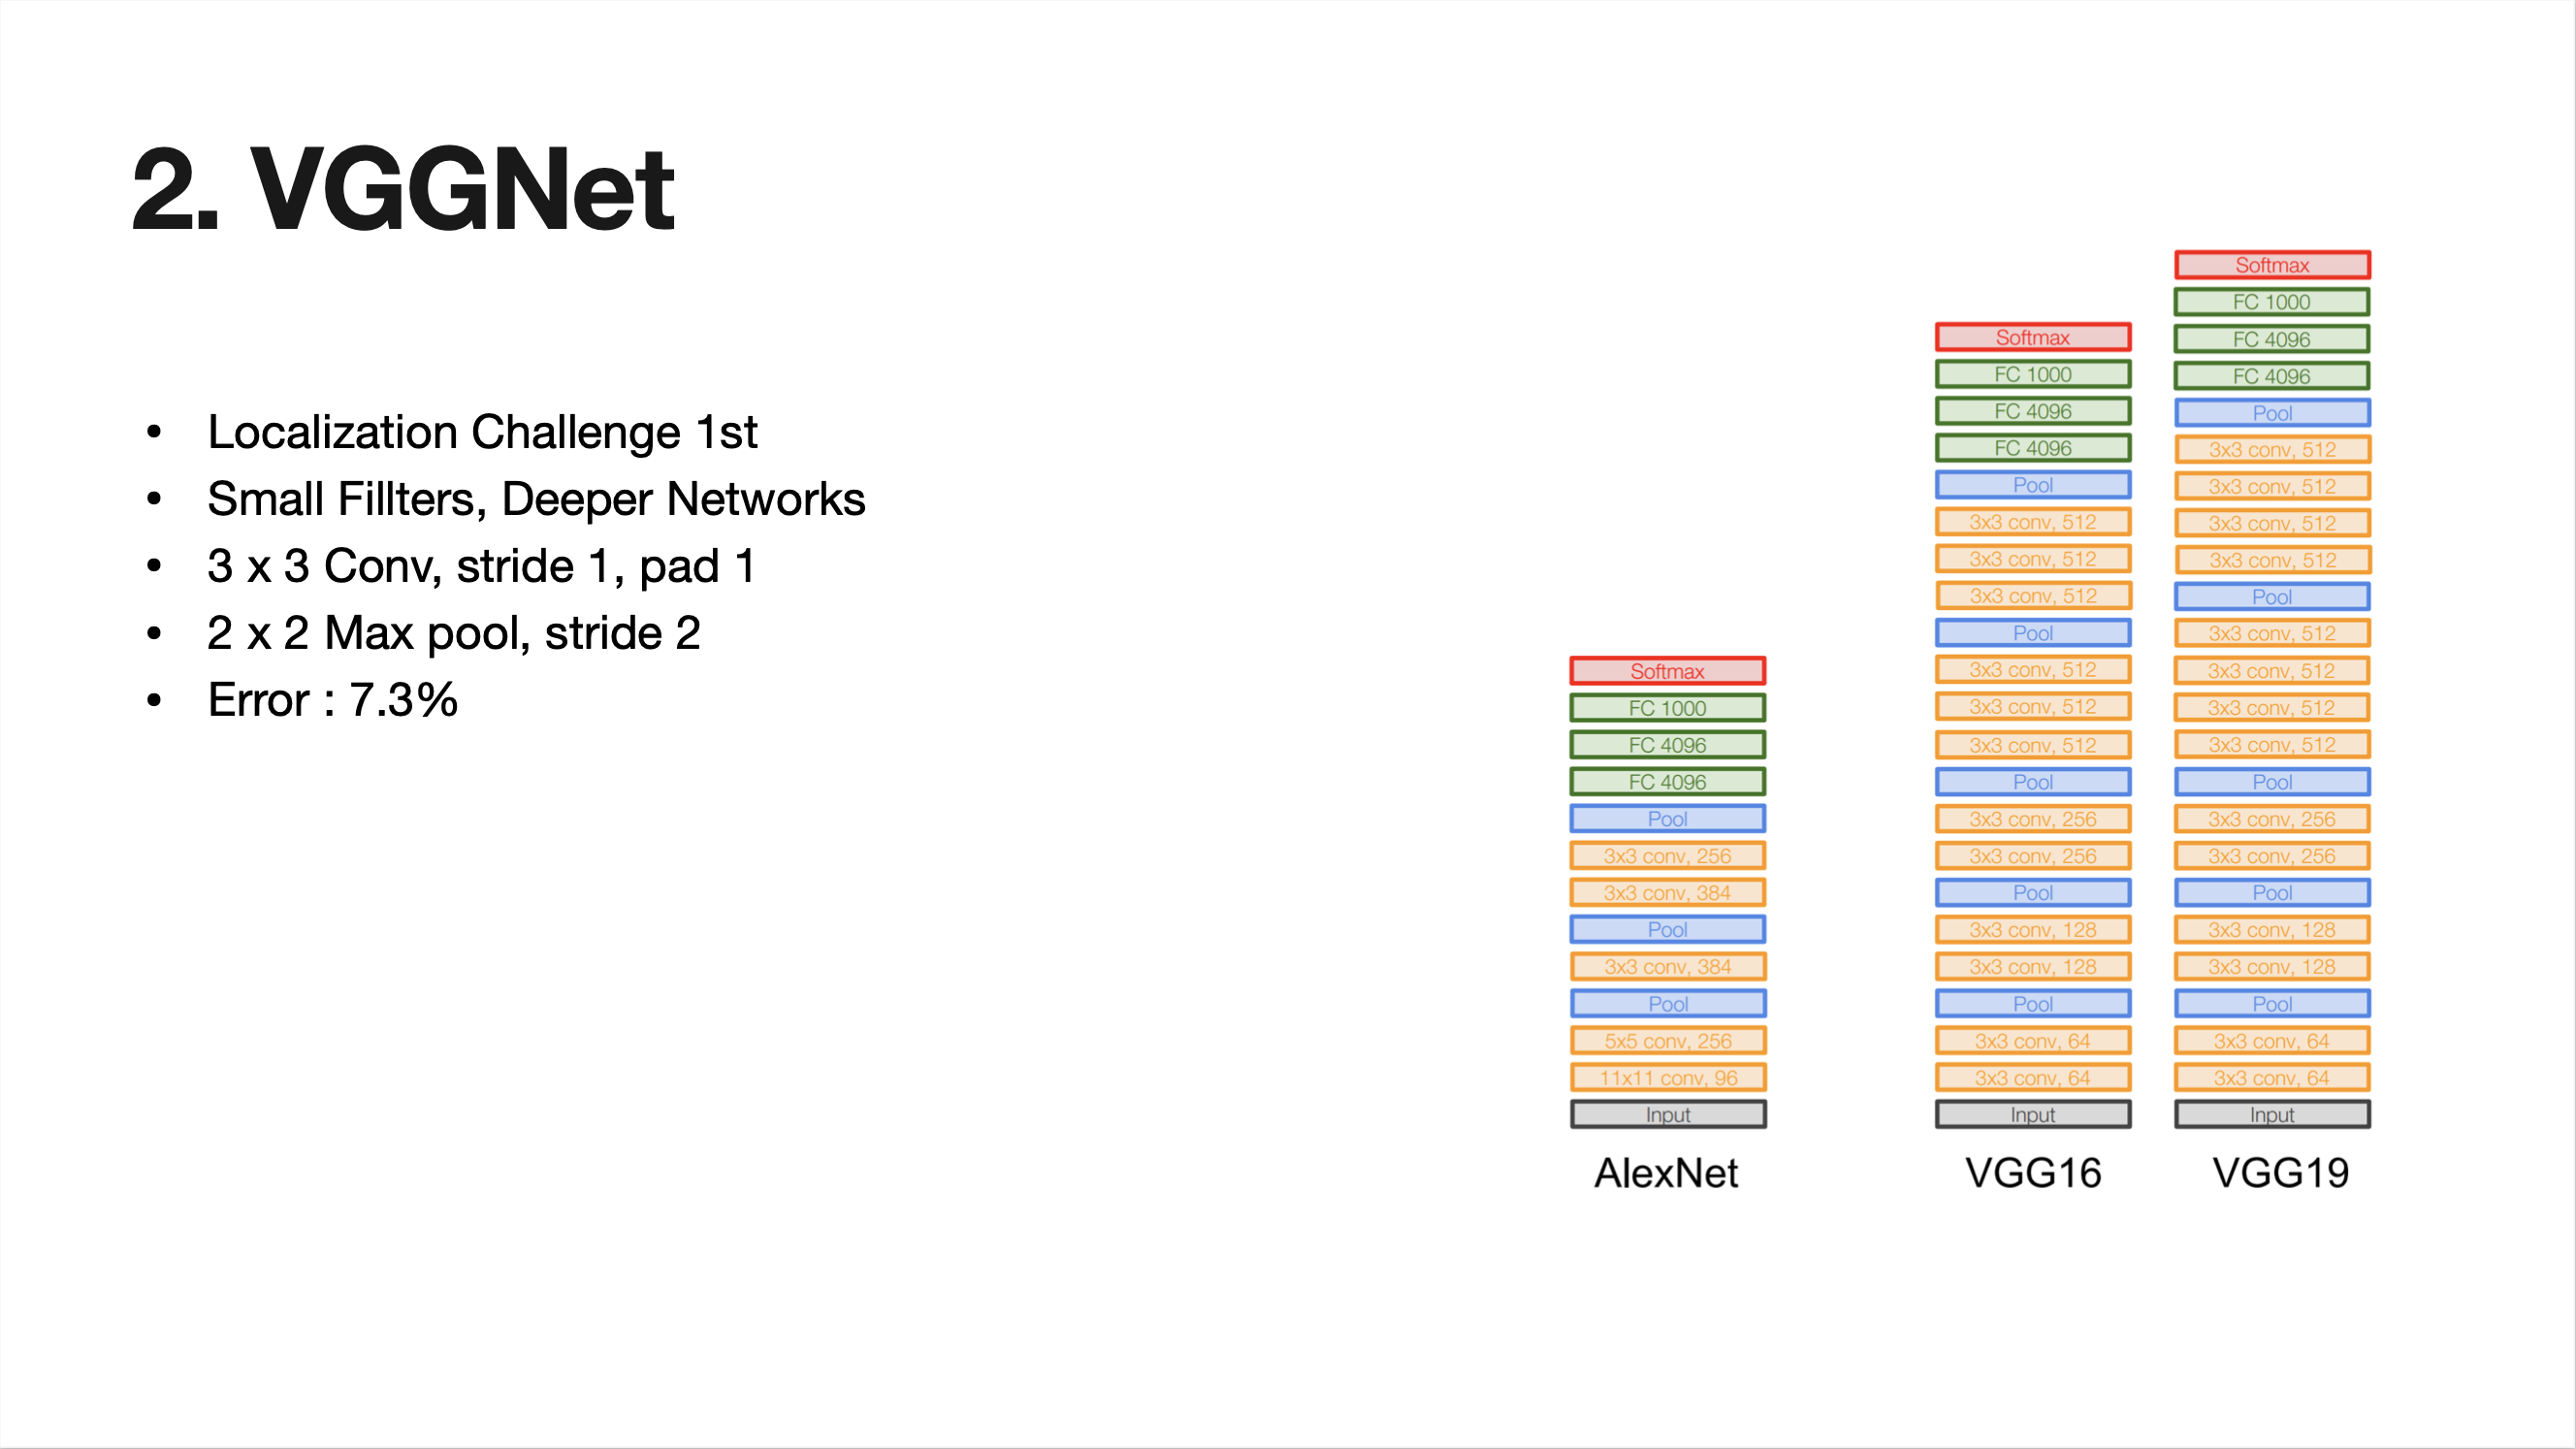 2. VGGNet
• Localization Challenge 1st
• Small Fillters, Deeper Networks
• 3 x 3 Conv, stride 1, pad 1
• 2 x 2 Max pool, stride 2
• Error : 7.3%
Softmax
FC 1000
FC 4096
FC 4096
Pool
3x3 conv, 256
3x3 conv, 384
Pool
3x3 conv, 384
Pool
5x5 conv, 256
11x11 conv, 96
Input
AlexNet
Softmax
FC 1000
FC 4096
FC 4096
Pool
3x3 conv, 512
3x3 conv, 512
3x3 conv, 512
Pool
3x3 conv, 512
3x3 conv, 512
3x3 conv, 512
Pool
3x3 conv, 256
3x3 conv, 256
Pool
3x3 conv, 128
3x3 conv, 128
Pool
3x3 conv, 64
3x3 conv, 64
Input
VGG16
Softmax
FC 1000
FC 4096
FC 4096
Pool
3x3 conv, 512
3x3 conv, 512
3x3 conv, 512
3x3 conv, 512
Pool
3x3 conv, 512
3x3 conv, 512
3x3 conv, 512
3x3 conv, 512
Pool
3x3 conv, 256
3x3 conv, 256
Pool
3x3 conv, 128
3x3 conv, 128
Pool
3x3 conv, 64
3x3 conv, 64
Input
VGG19